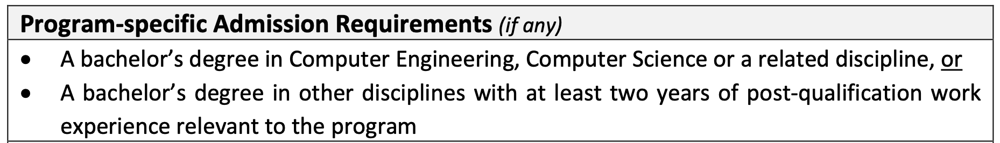 Program-specific Admission Requirements (if any)
• A bachelor’s degree in Computer Engineering, Computer Science or a related discipline, or
• A bachelor’s degree in other disciplines with at least two years of post-qualification work
experience relevant to the program